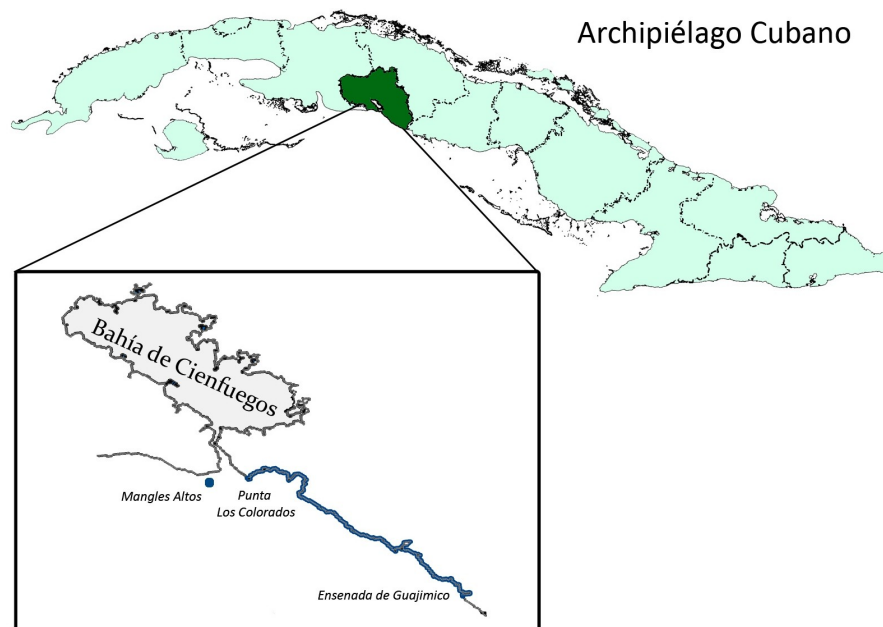 Archipiélago Cubano
Bahía de Cienfuegos
Mangles Altos
Punta
Los Colorados
Ensenada de Guajimico